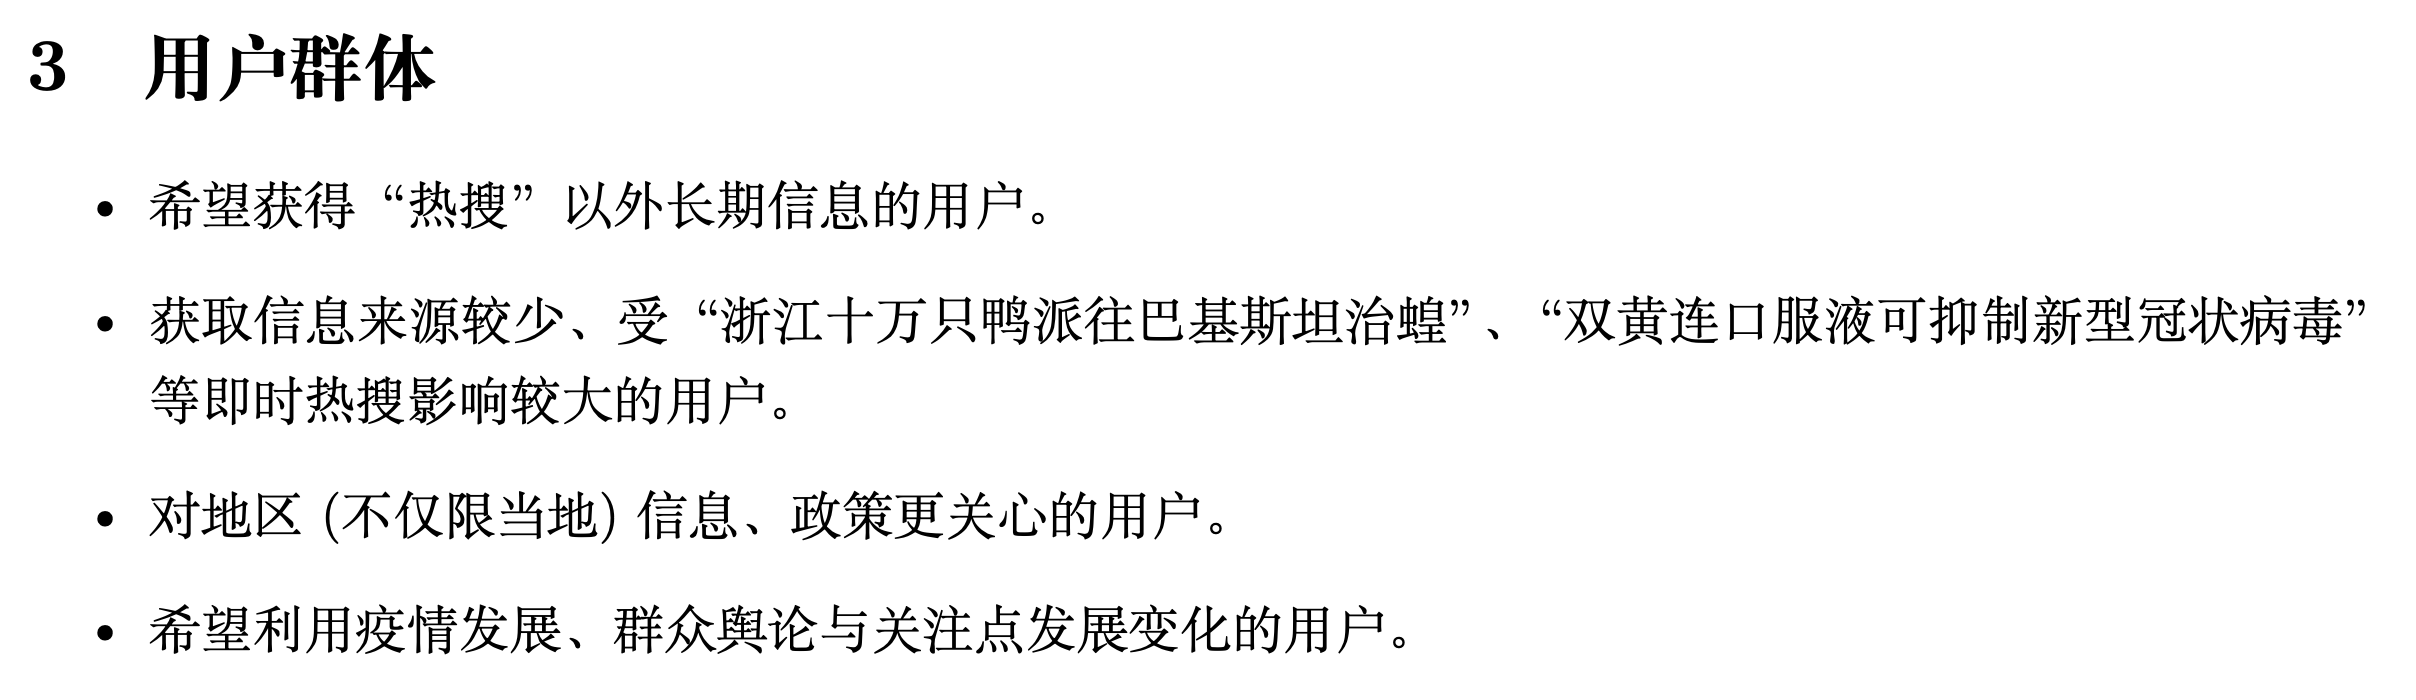 3 用户群体
• 希望获得“热搜”以外长期信息的用户。
• 获取信息来源较少、受“浙江十万只鸭派往巴基斯坦治蝗”、“双黄连口服液可抑制新型冠状病毒”
等即时热搜影响较大的用户。
• 对地区 (不仅限当地) 信息、政策更关心的用户。
• 希望利用疫情发展、群众舆论与关注点发展变化的用户。